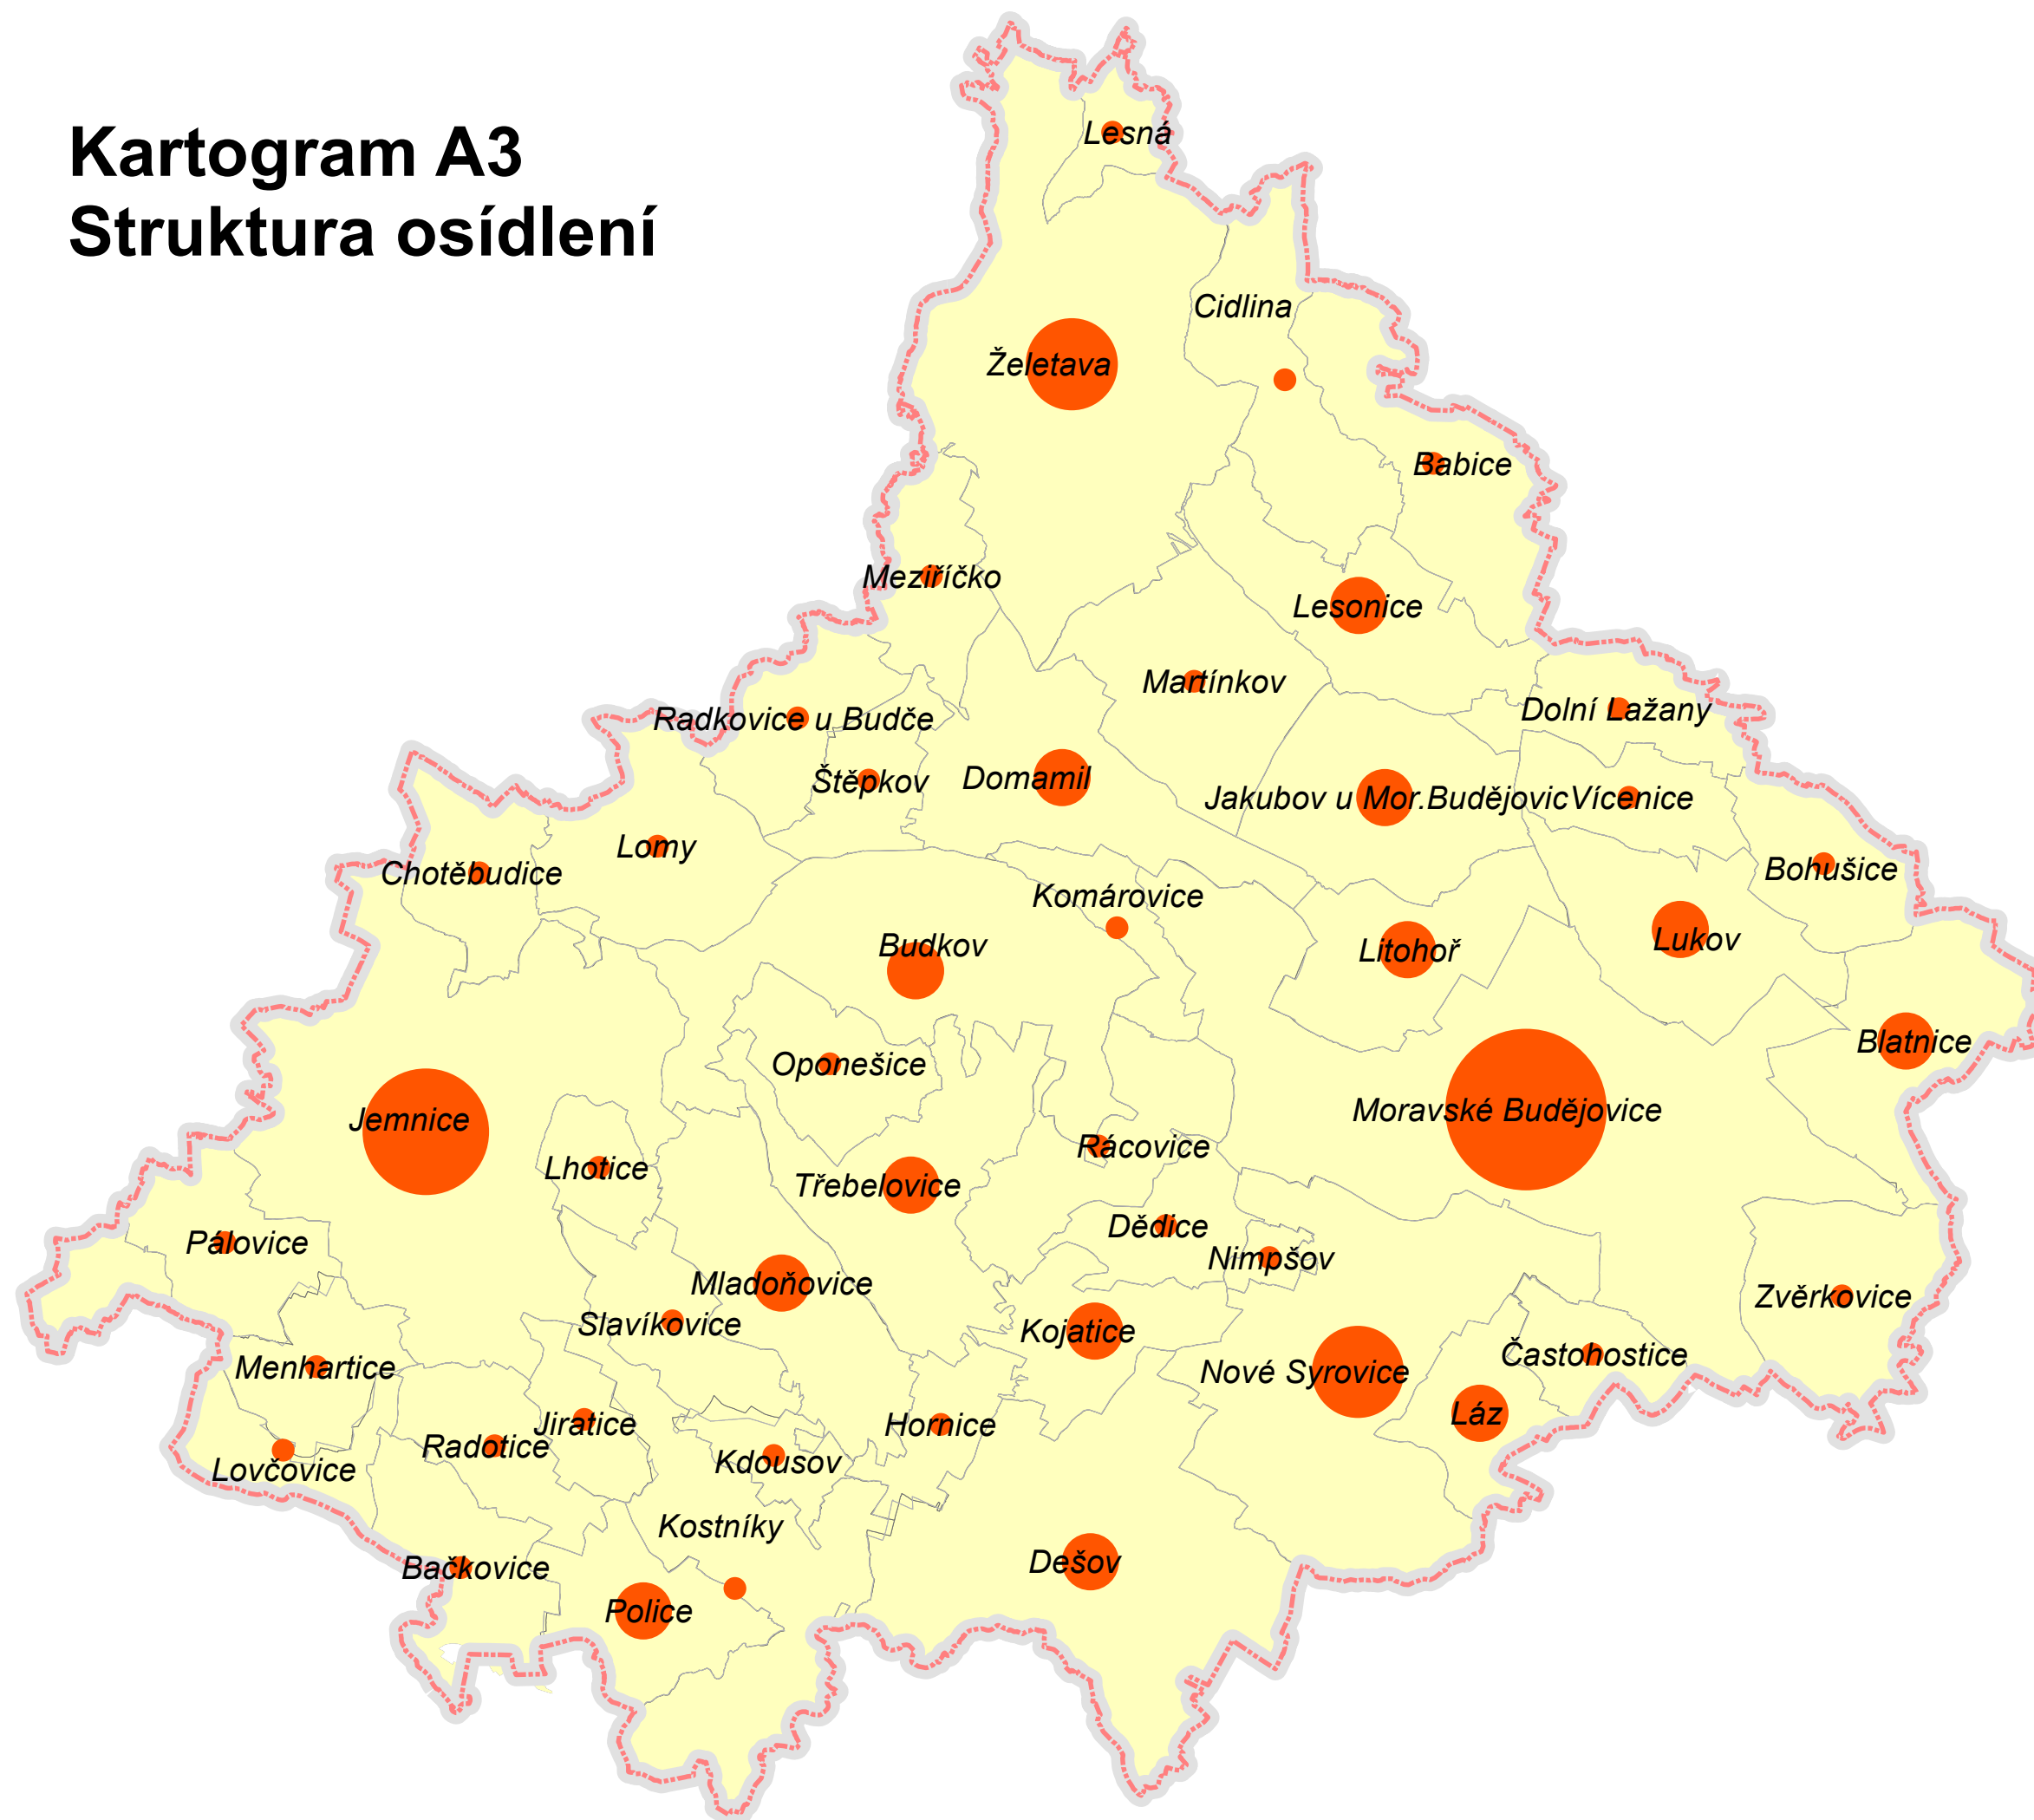 Kartogram A3
Struktura osídlení
Lesná
Cidlina
Želetava
Babice
Meziříčko
Lesonice
Martínkov
Dolní Lažany
Radkovice u Budče
Štěpkov
Domamil
Jakubov u Mor.Budějovic
Vícenice
Lomy
Chotěbudice
Bohušice
Komárovice
Budkov
Litohoř
Lukov
Blatnice
Oponešice
Jemnice
Moravské Budějovice
Rácovice
Lhotice
Třebelovice
Dědice
Pálovice
Nimpšov
Mladoňovice
Zvěrkovice
Slavíkovice
Kojatice
Častohostice
Menhartice
Nové Syrovice
Láz
Jiratice
Hornice
Radotice
Kdousov
Lovčovice
Kostníky
Dešov
Bačkovice
Police